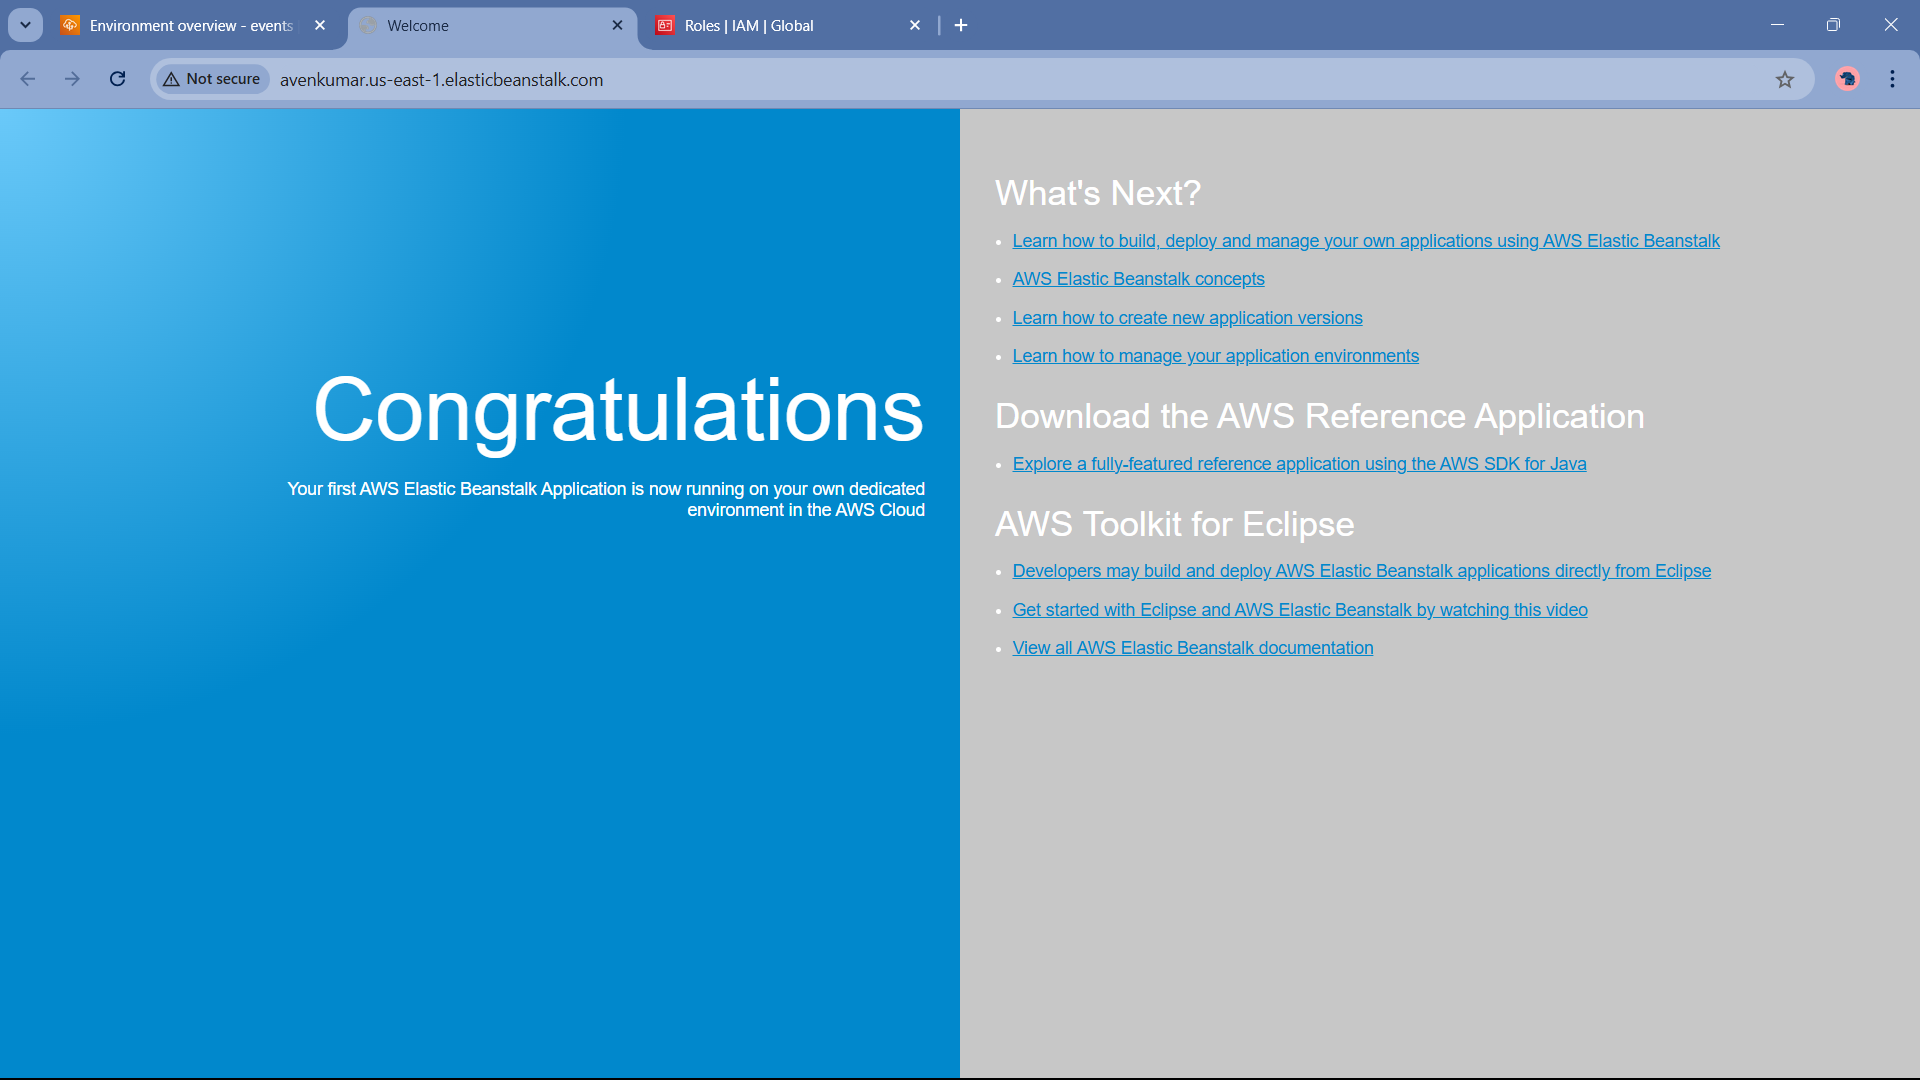 Environment overview - events
Welcome
Roles | IAM | Global
Not secure
avenkumar.us-east-1.elasticbeanstalk.com
Congratulations
Your first AWS Elastic Beanstalk Application is now running on your own dedicated
environment in the AWS Cloud
What's Next?
Learn how to build, deploy and manage your own applications using AWS Elastic Beanstalk
AWS Elastic Beanstalk concepts
Learn how to create new application versions
Learn how to manage your application environments
Download the AWS Reference Application
Explore a fully-featured reference application using the AWS SDK for Java
AWS Toolkit for Eclipse
Developers may build and deploy AWS Elastic Beanstalk applications directly from Eclipse
Get started with Eclipse and AWS Elastic Beanstalk by watching this video
View all AWS Elastic Beanstalk documentation